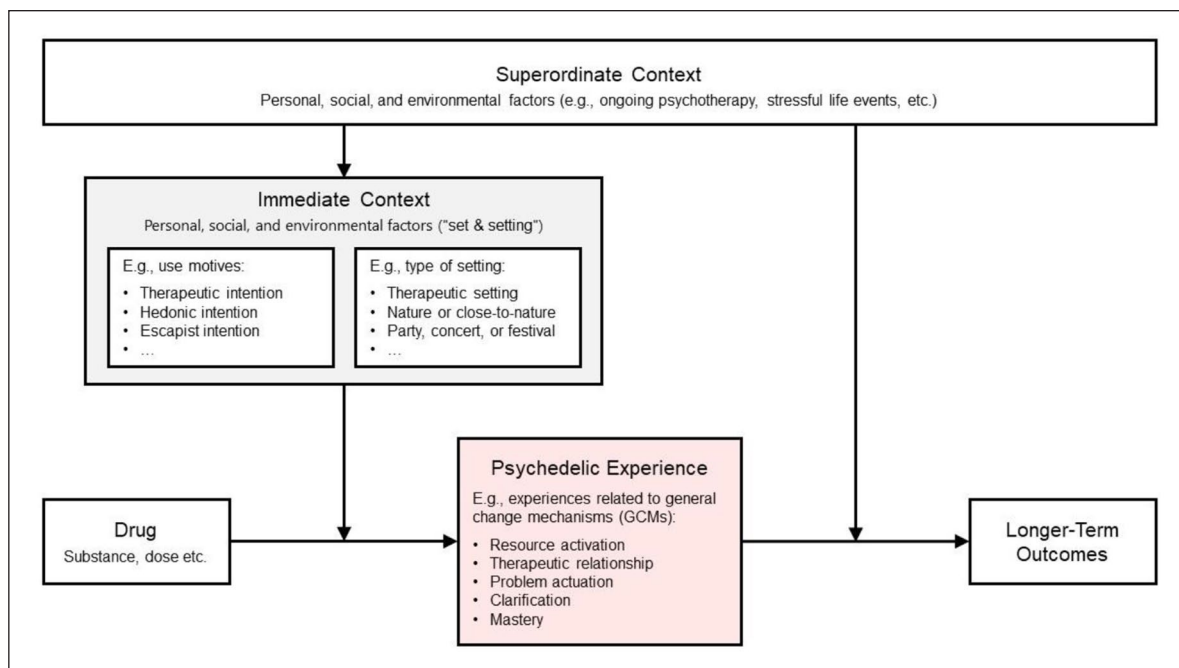 Superordinate Context
Personal, social, and environmental factors (e.g., ongoing psychotherapy, stressful life events, etc.)
Immediate Context
Personal, social, and environmental factors ("set & setting")
E.g., use motives:
• Therapeutic intention
• Hedonic intention
• Escapist intention
• ...
E.g., type of setting:
• Therapeutic setting
• Nature or close-to-nature
• Party, concert, or festival
• ...
Drug
Substance, dose etc.
Psychedelic Experience
E.g., experiences related to general
change mechanisms (GCMs):
• Resource activation
• Therapeutic relationship
• Problem actuation
• Clarification
• Mastery
Longer-Term
Outcomes